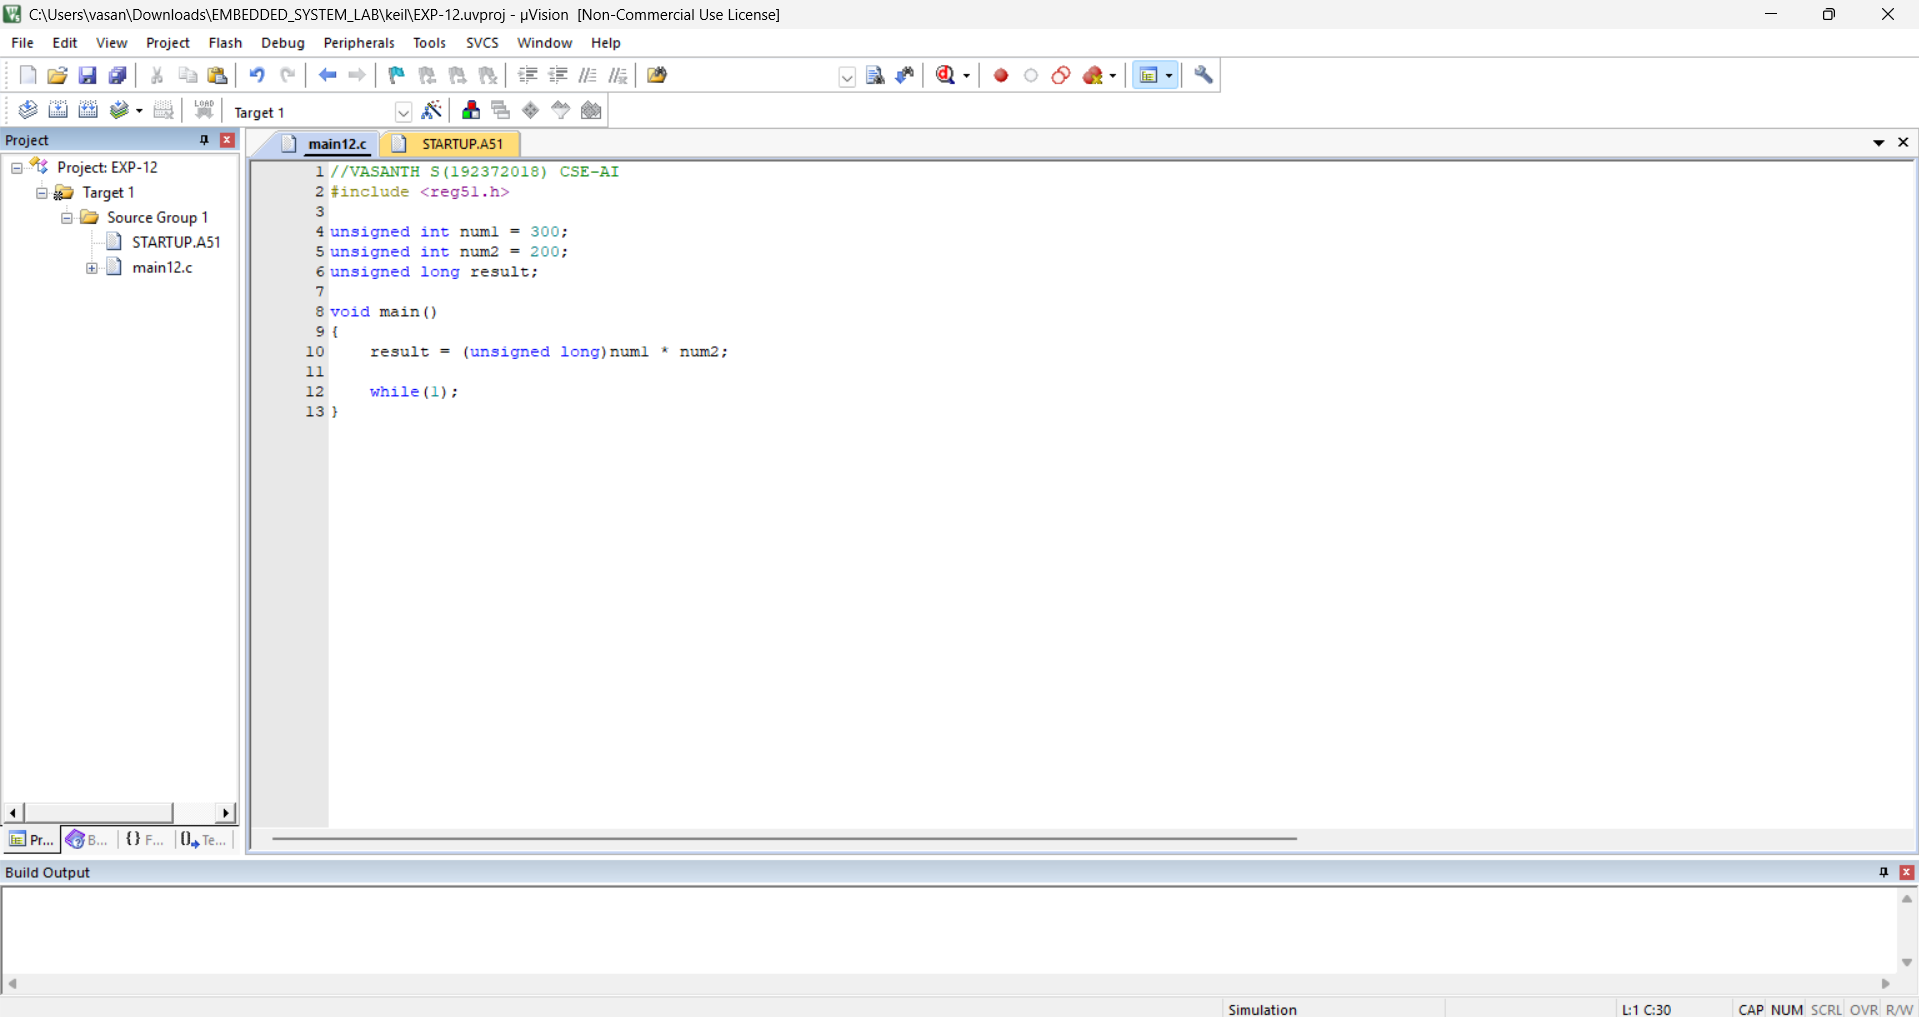 C:\Users\vasan\Downloads\EMBEDDED_SYSTEM_LAB\keil\EXP-12.uvproj - µVision [Non-Commercial Use License]
File Edit View Project Flash Debug Peripherals Tools SVCS Window Help
LOAD Target 1
Project
main12.c STARTUP.A51
Project: EXP-12
Target 1
Source Group 1
STARTUP.A51
main12.c
1 //VASANTH S(192372018) CSE-AI
2 #include <reg51.h>
3
4 unsigned int num1 = 300;
5 unsigned int num2 = 200;
6 unsigned long result;
7
8 void main()
9 {
10 result = (unsigned long)num1 * num2;
11
12 while(1);
13 }
Pr... B... {} F... 0 Te...
Build Output
Simulation L:1 C:30 CAP NUM SCRL OVR R/W